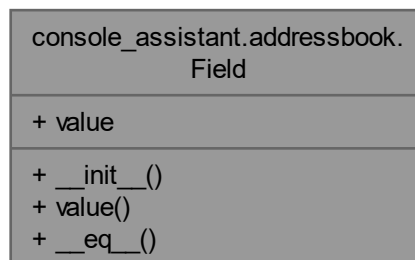 console_assistant.addressbook.
Field
+ value
+ __init__()
+ value()
+ __eq__()